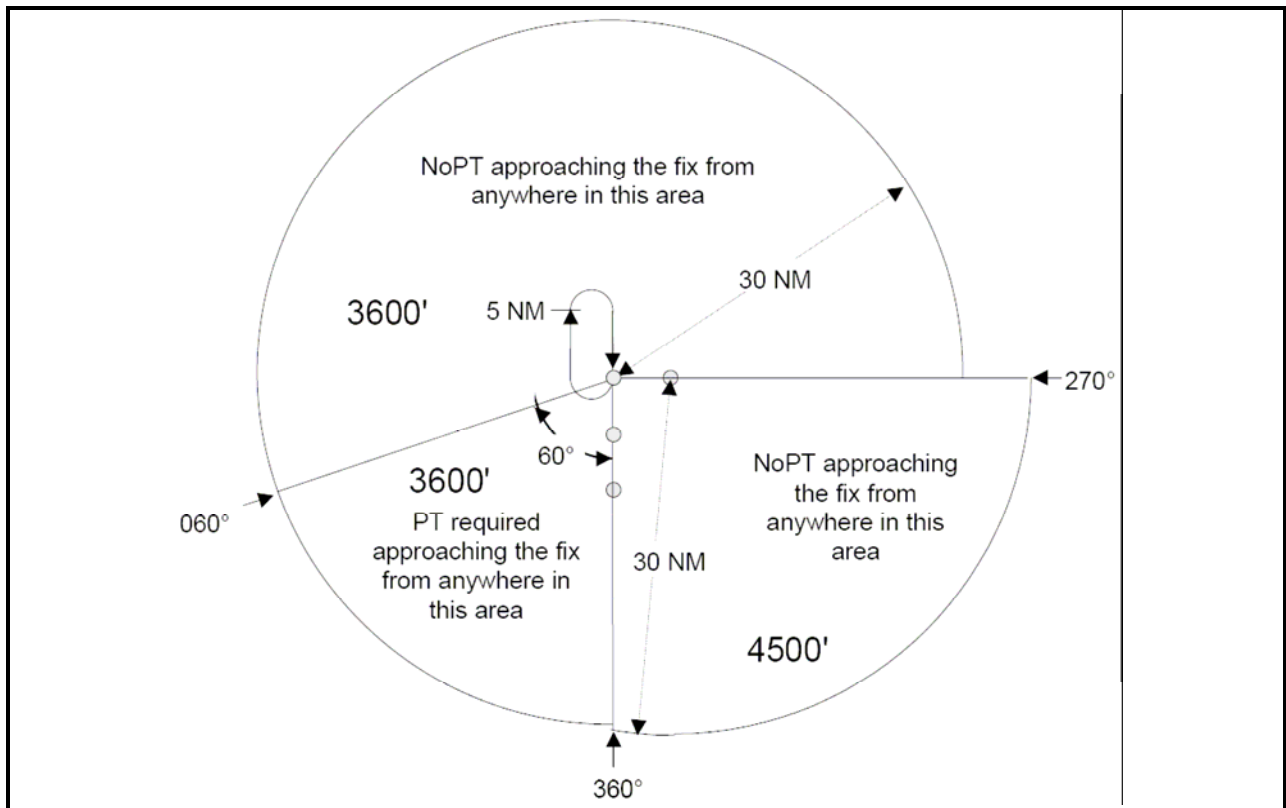 NoPT approaching the fix from
anywhere in this area
30 NM
3600'
5 NM
270°
60°
3600'
060°
PT required
approaching the fix
from anywhere in
this area
NoPT approaching
the fix from
anywhere in this
area
30 NM
4500'
360°